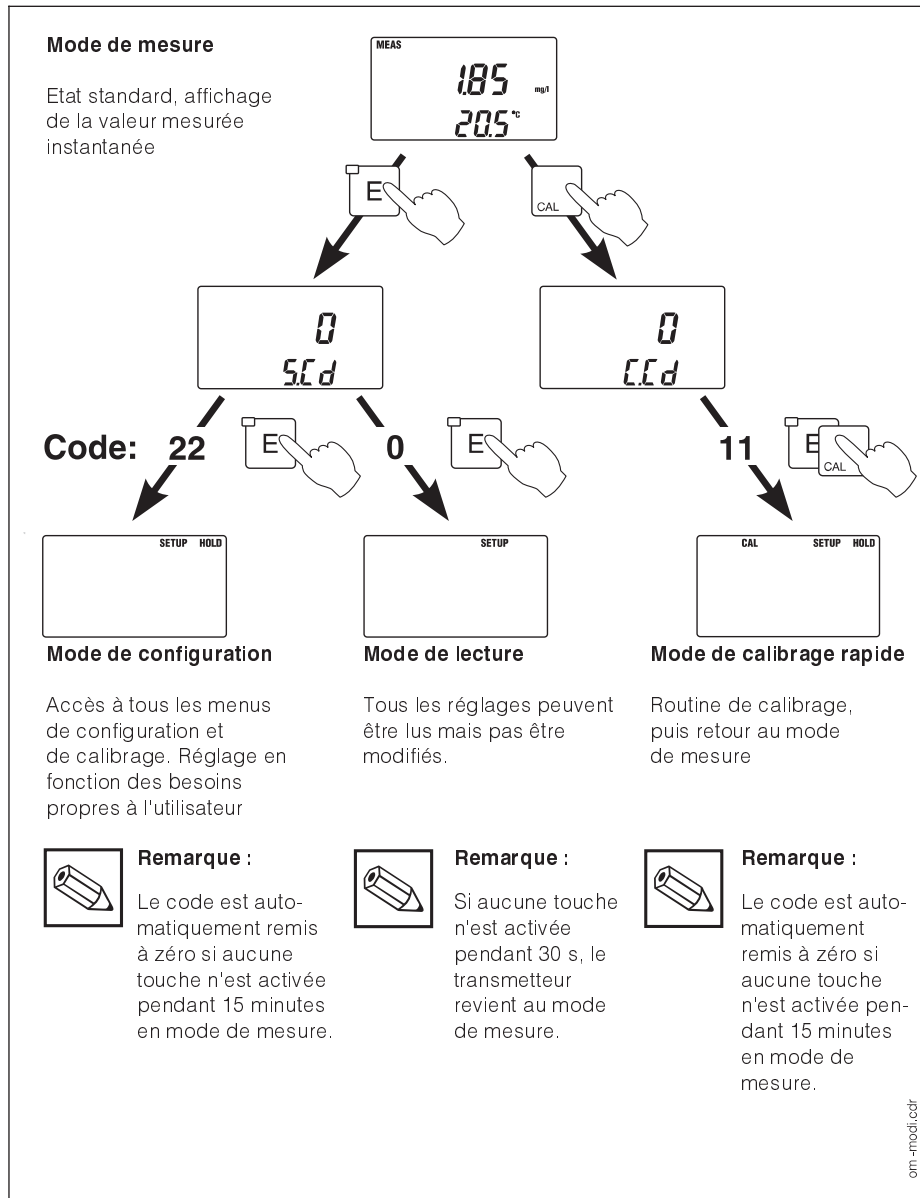 Mode de mesure
Etat standard, affichage
de la valeur mesurée
instantanée
MEAS
1.85 mg/l
20.5 °C
E
CAL
0
S.Cd
0
C.Cd
Code: 22
E
0
E
11
E
CAL
SETUP HOLD
SETUP
CAL SETUP HOLD
Mode de configuration
Accès à tous les menus
de configuration et
de calibrage. Réglage en
fonction des besoins
propres à l'utilisateur
Mode de lecture
Tous les réglages peuvent
être lus mais pas être
modifiés.
Mode de calibrage rapide
Routine de calibrage,
puis retour au mode
de mesure
Remarque :
Le code est auto-
matiquement remis
à zéro si aucune
touche n'est activée
pendant 15 minutes
en mode de mesure.
Remarque :
Si aucune touche
n'est activée
pendant 30 s, le
transmetteur
revient au mode
de mesure.
Remarque :
Le code est auto-
matiquement
remis à zéro si
aucune touche
n'est activée pen-
dant 15 minutes
en mode de
mesure.
om-modi.cdr